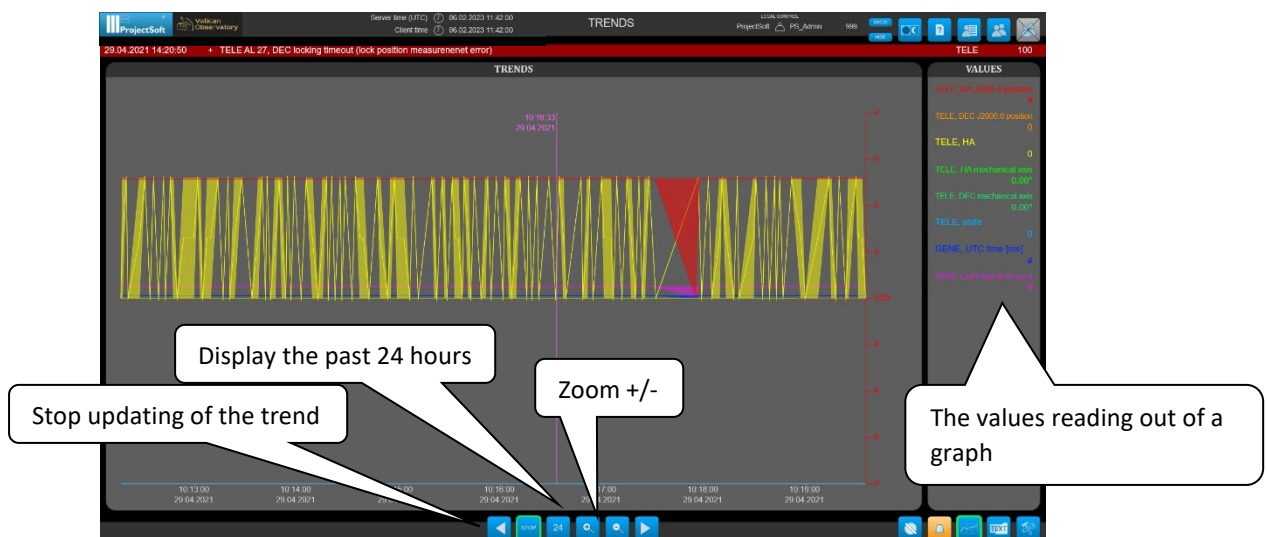 ProjectSoft
Vatican
Observatory
Server time (UTC) 06.02.2023 11:42:00
Client time 06.02.2023 11:42:00
TRENDS
LOCAL CONTROL
ProjectSoft PS_Admin 999
29.04.2021 14:20:50 + TELE AL 27, DEC locking timeout (lock position measurenenet error) TELE 100
TRENDS
VALUES
10:16:33
29.04.2021
TELE, RA J2000.0 position
#
TELE, DEC J2000.0 position
0
TELE, HA
0
TELE, HA mechanical axis
0.00°
TELE, DEC mechanical axis
0.00°
TELE, state
0
GENE, UTC time [ms]
#
#
Display the past 24 hours
Zoom +/-
Stop updating of the trend
The values reading out of a
graph
10:13:00
29.04.2021
10:14:00
29.04.2021
10:16:00
29.04.2021
10:18:00
29.04.2021
10:19:00
29.04.2021
STOP
24
TEXT